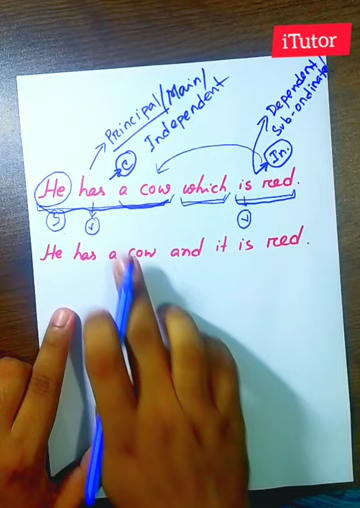 iTutor
Principal/Main/
Independent
Dependent
Sub-ordinate
C
In.
He has a cow which is red.
S
V
V
He has a cow and it is red.